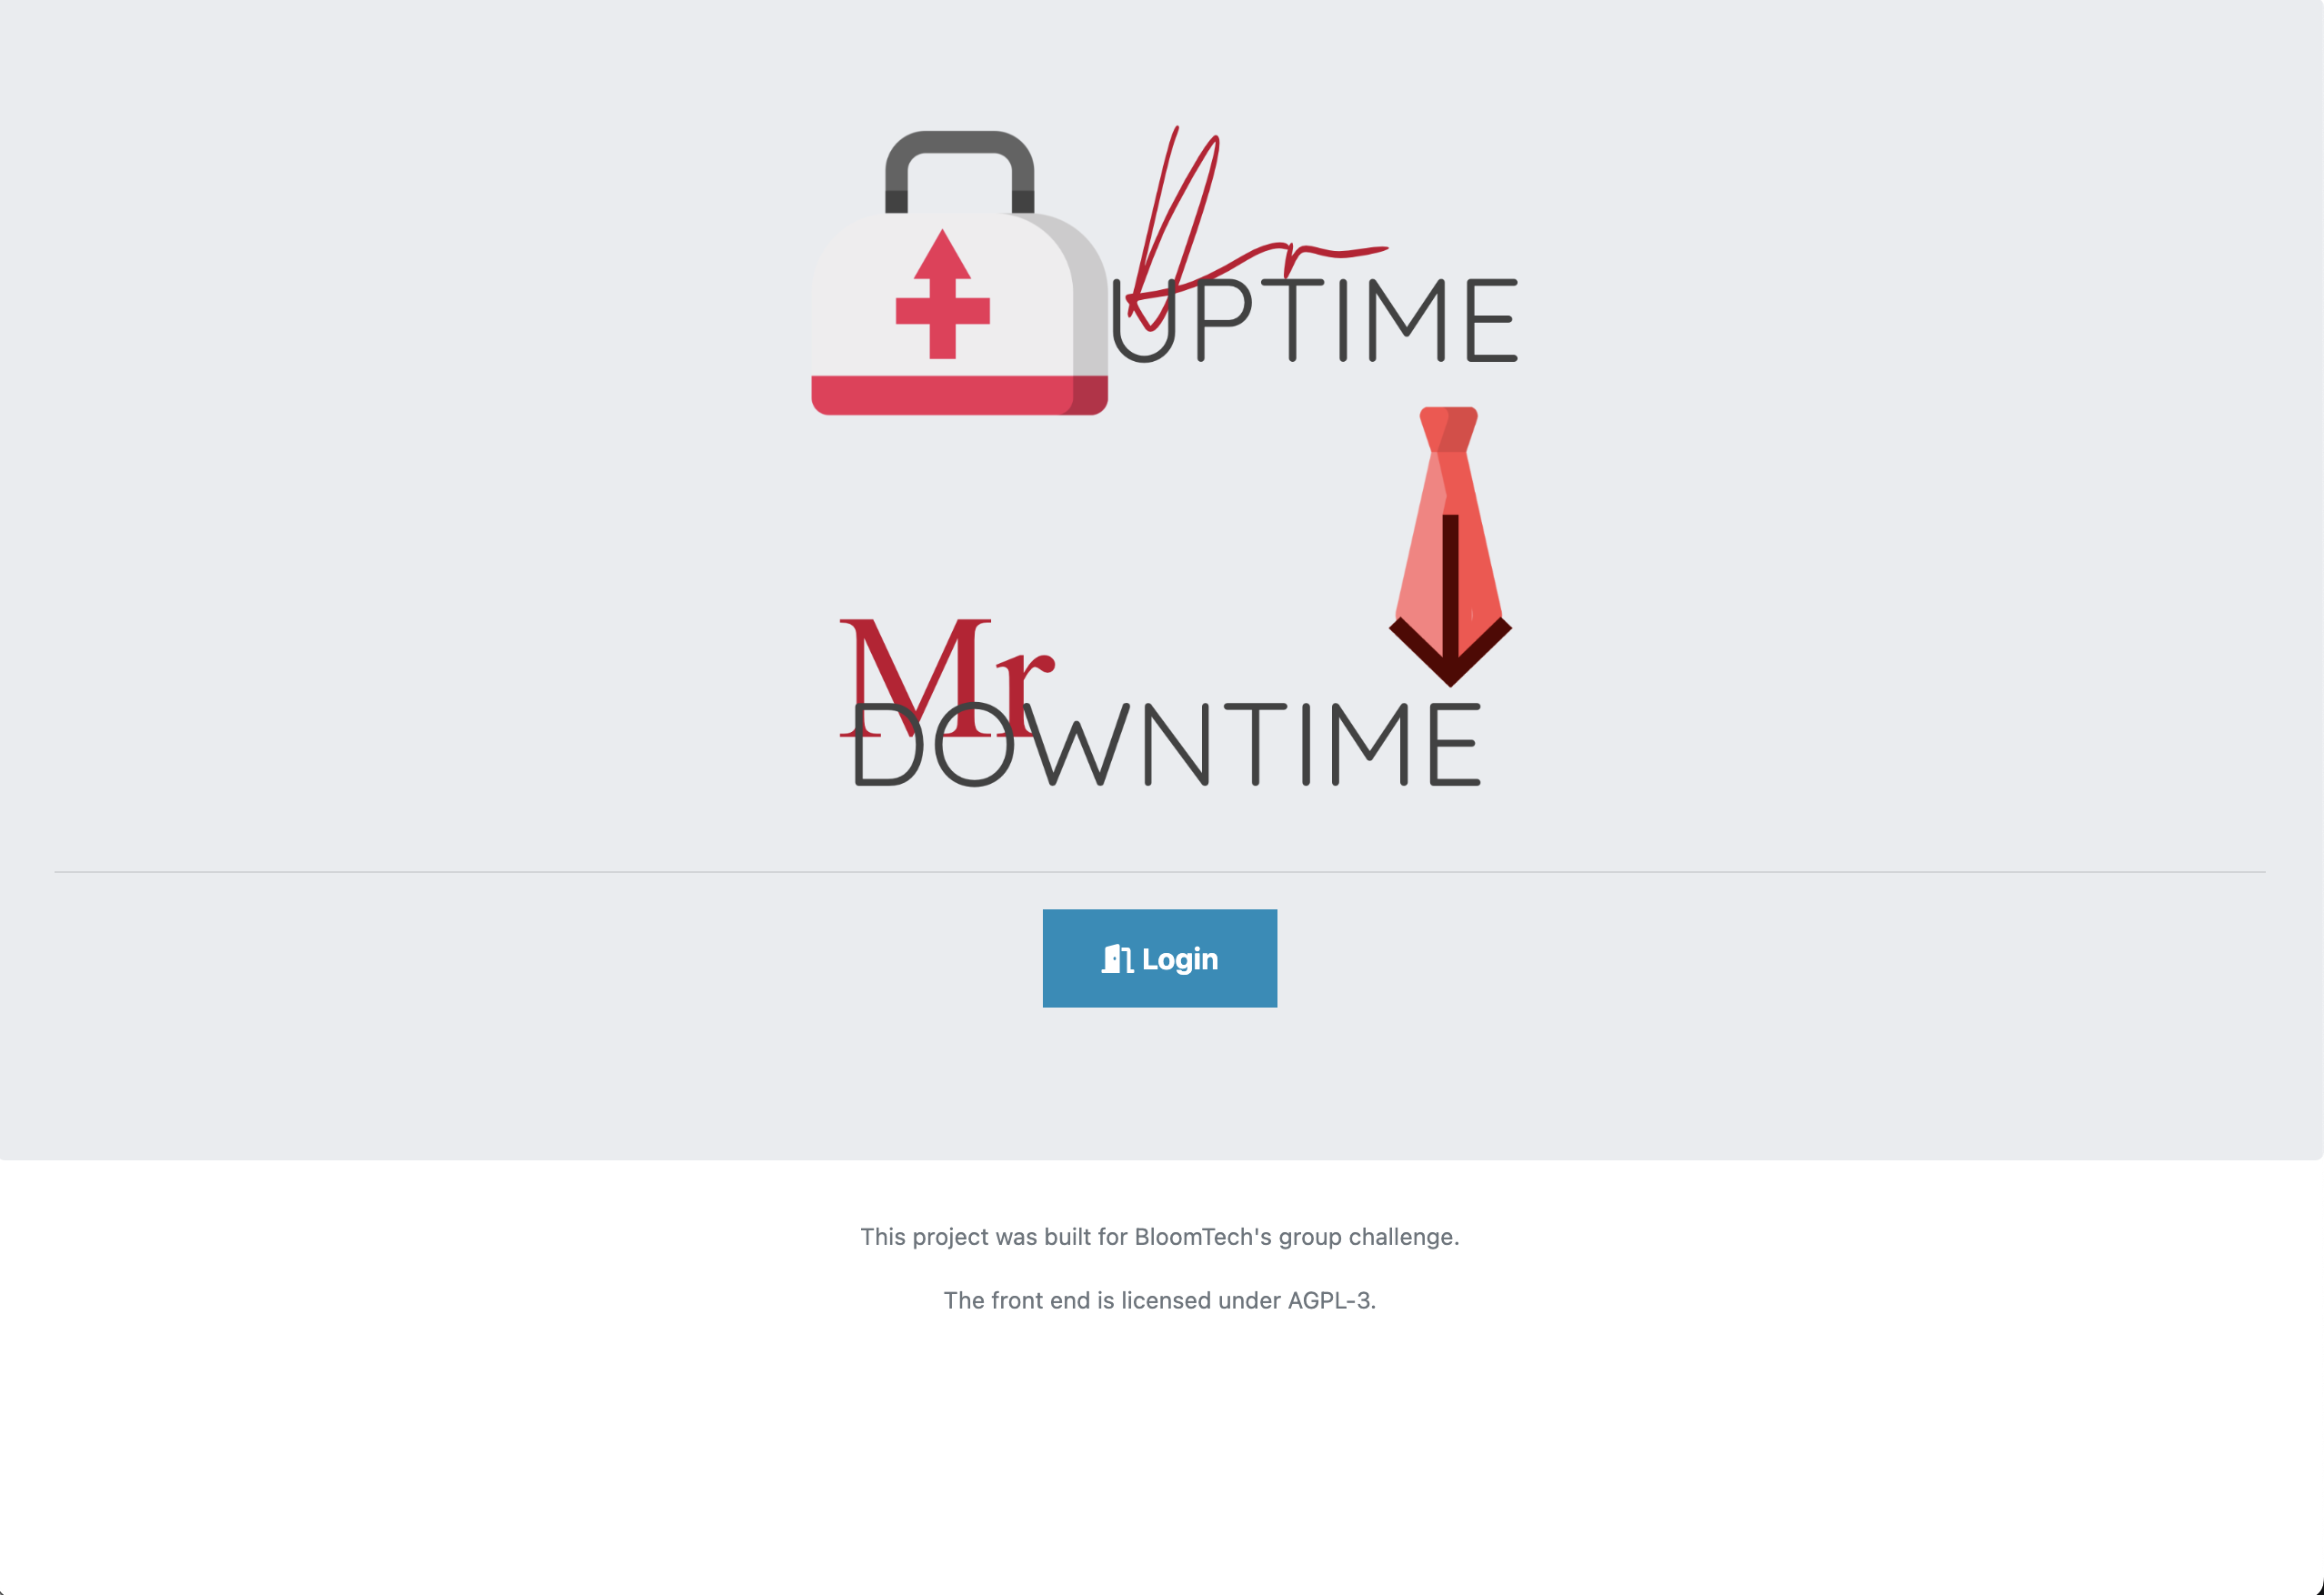 Dr
UPTIME
Mr
DOWNTIME
Login
This project was built for BloomTech's group challenge.
The front end is licensed under AGPL-3.